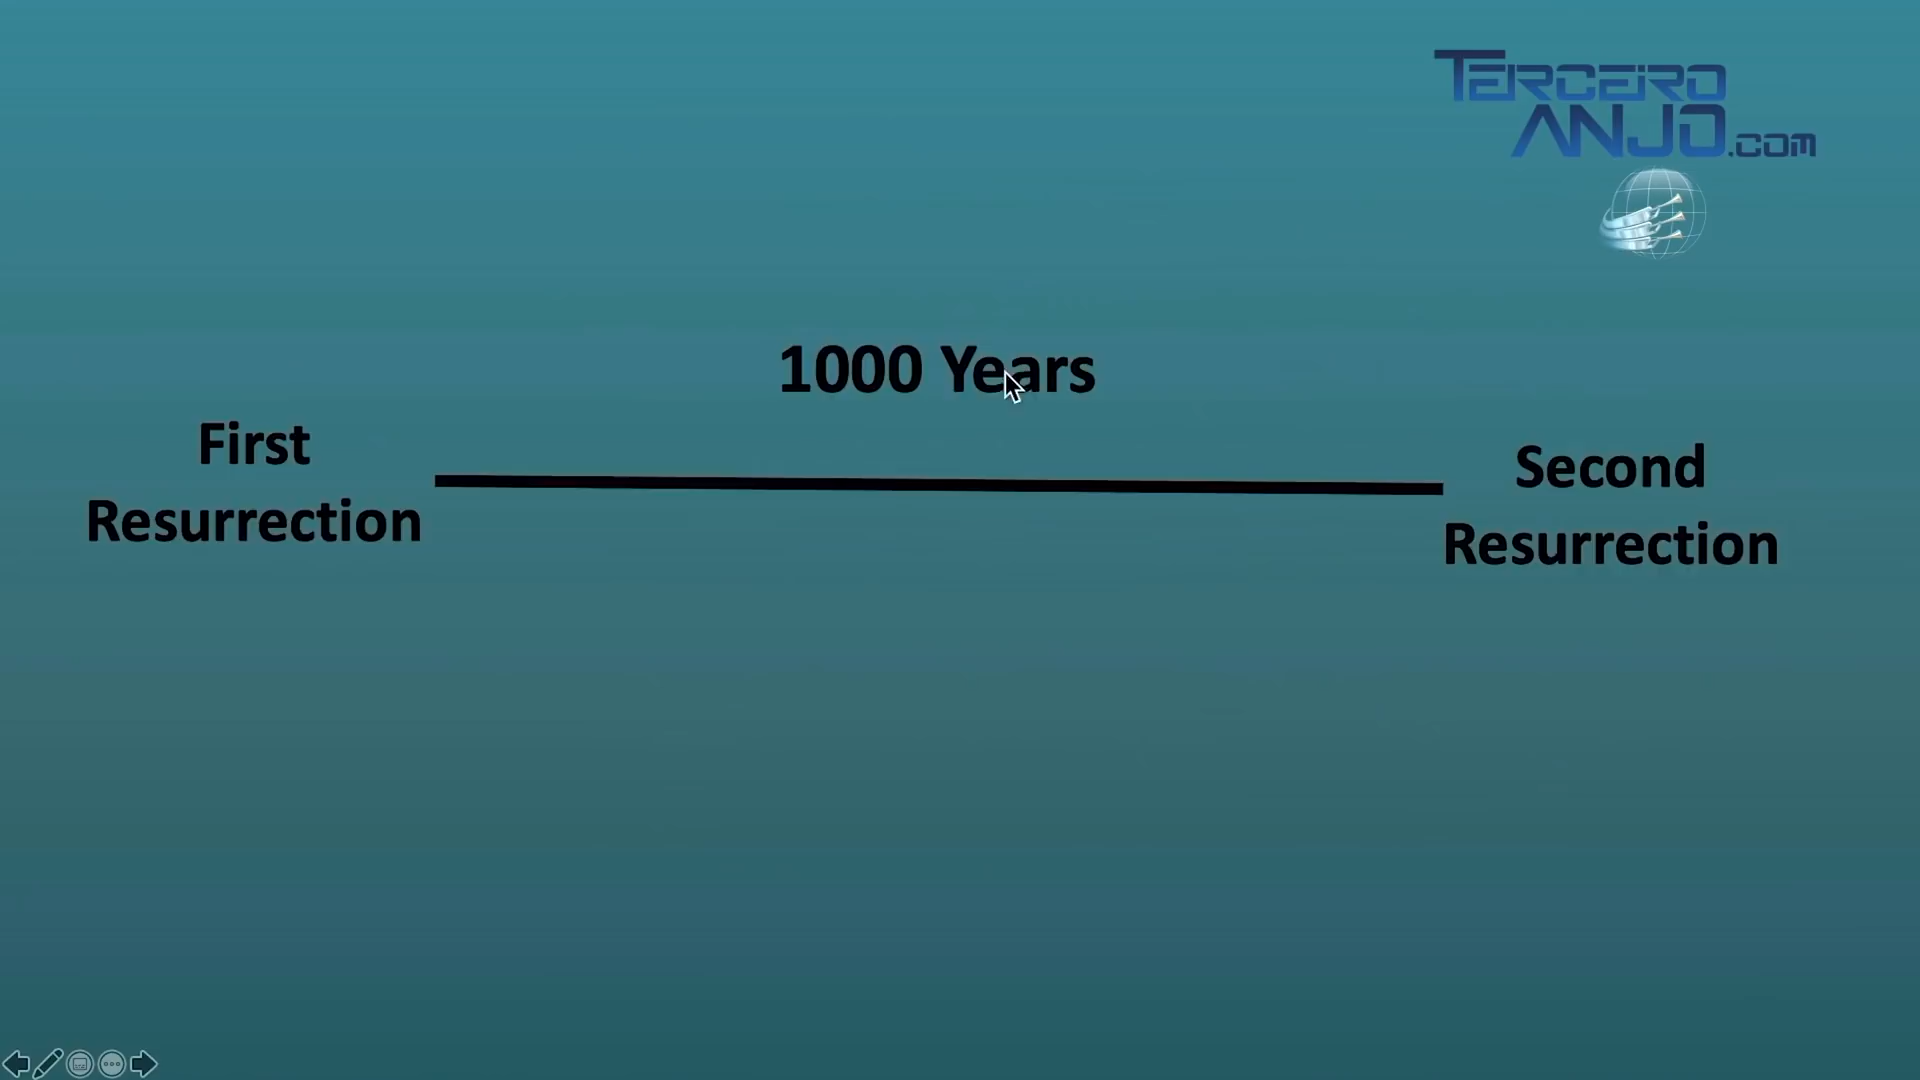 TERCEIRO
ANJO.COM
1000 Years
First
Resurrection
Second
Resurrection